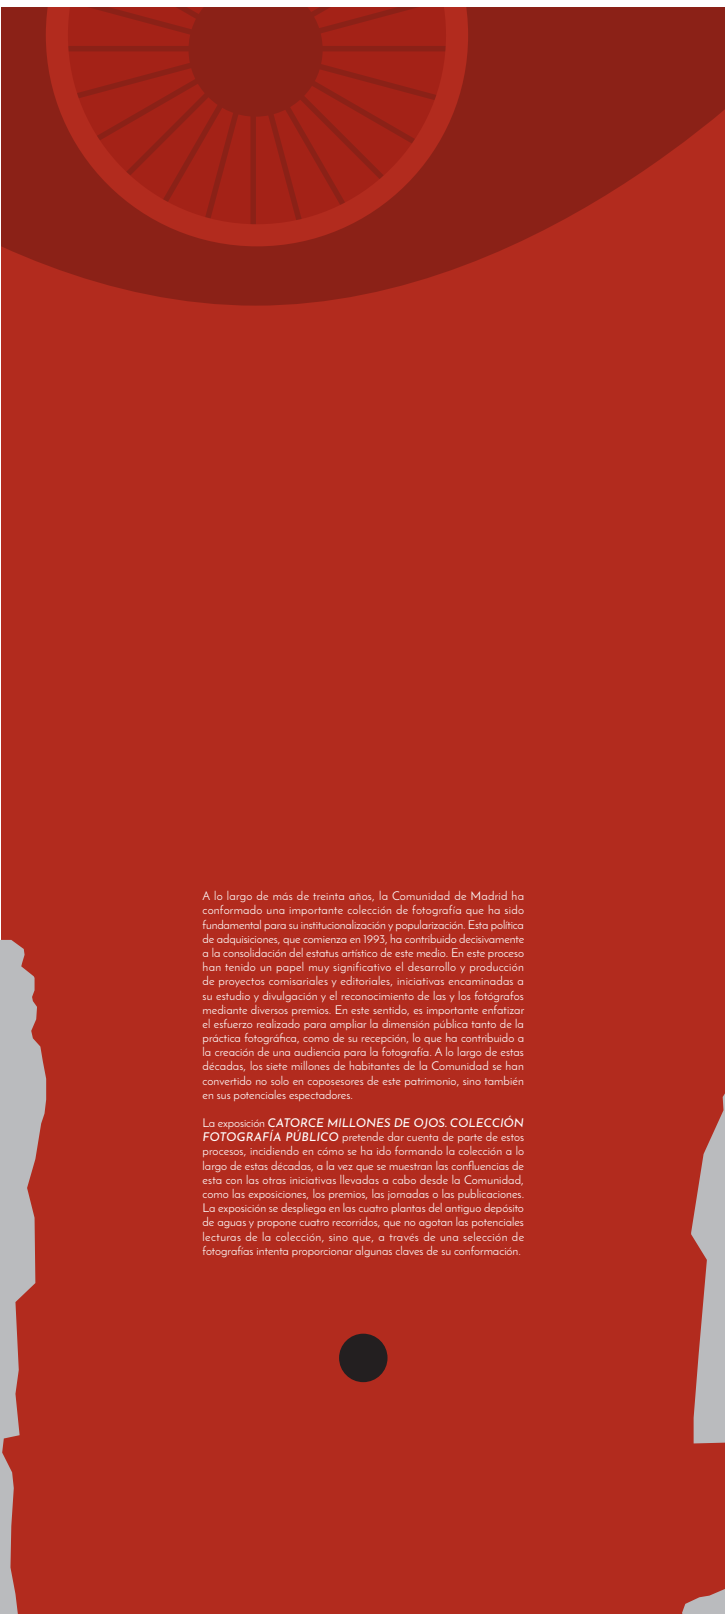 A lo largo de más de treinta años, la Comunidad de Madrid ha
conformado una importante colección de fotografía que ha sido
fundamental para su institucionalización y popularización. Esta política
de adquisiciones, que comienza en 1993, ha contribuido decisivamente
a la consolidación del estatus artístico de este medio. En este proceso
han tenido un papel muy significativo el desarrollo y producción
de proyectos comisariales y editoriales, iniciativas encaminadas a
su estudio y divulgación y el reconocimiento de las y los fotógrafos
mediante diversos premios. En este sentido, es importante enfatizar
el esfuerzo realizado para ampliar la dimensión pública tanto de la
práctica fotográfica, como de su recepción, lo que ha contribuido a
la creación de una audiencia para la fotografía. A lo largo de estas
décadas, los siete millones de habitantes de la Comunidad se han
convertido no solo en coposesores de este patrimonio, sino también
en sus potenciales espectadores.
La exposición CATORCE MILLONES DE OJOS. COLECCIÓN
FOTOGRAFÍA PÚBLICO pretende dar cuenta de parte de estos
procesos, incidiendo en cómo se ha ido formando la colección a lo
largo de estas décadas, a la vez que se muestran las confluencias de
esta con las otras iniciativas llevadas a cabo desde la Comunidad,
como las exposiciones, los premios, las jornadas o las publicaciones.
La exposición se despliega en las cuatro plantas del antiguo depósito
de aguas y propone cuatro recorridos, que no agotan las potenciales
lecturas de la colección, sino que, a través de una selección de
fotografías intenta proporcionar algunas claves de su conformación.